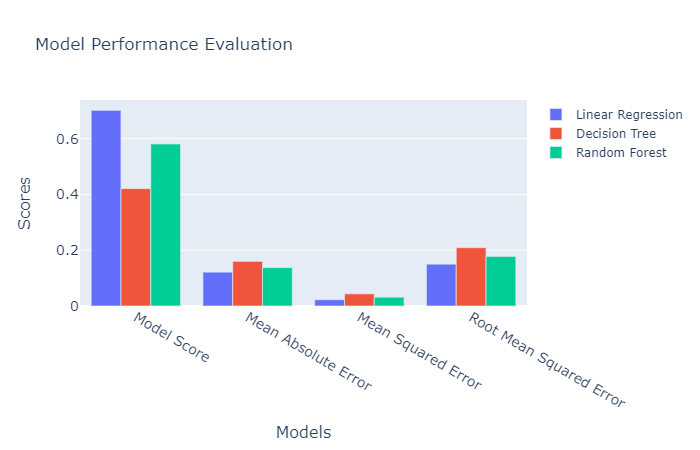 Model Performance Evaluation
Linear Regression
Decision Tree
Random Forest
Scores
0.6
0.4
0.2
0
Model Score
Mean Absolute Error
Mean Squared Error
Root Mean Squared Error
Models